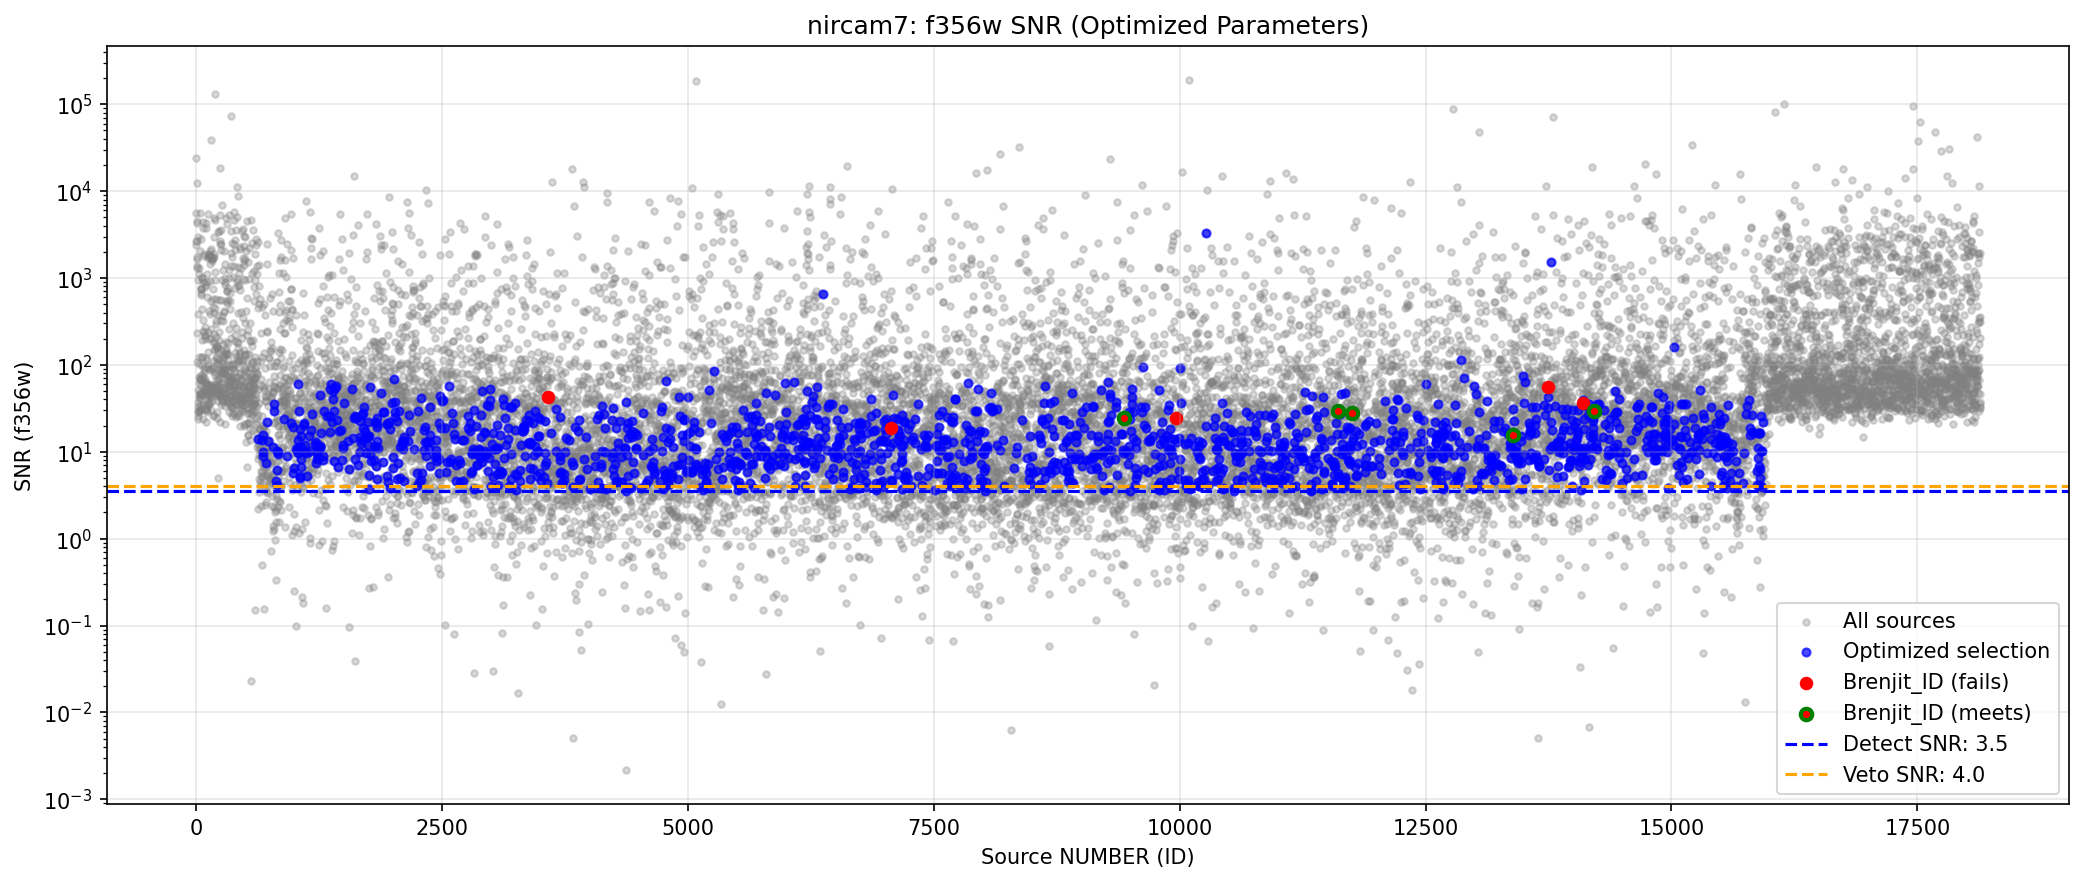 nircam7: f356w SNR (Optimized Parameters)
SNR (f356w)
10^5
10^4
10^3
10^2
10^1
10^0
10^−1
10^−2
10^−3
All sources
Optimized selection
Brenjit_ID (fails)
Brenjit_ID (meets)
Detect SNR: 3.5
Veto SNR: 4.0
0 2500 5000 7500 10000 12500 15000 17500
Source NUMBER (ID)